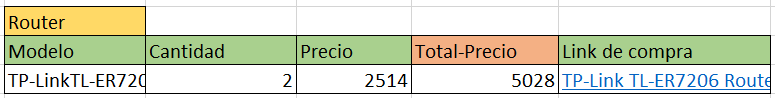 Router
Modelo Cantidad Precio Total-Precio Link de compra
TP-LinkTL-ER720 2 2514 5028 TP-Link TL-ER7206 Route